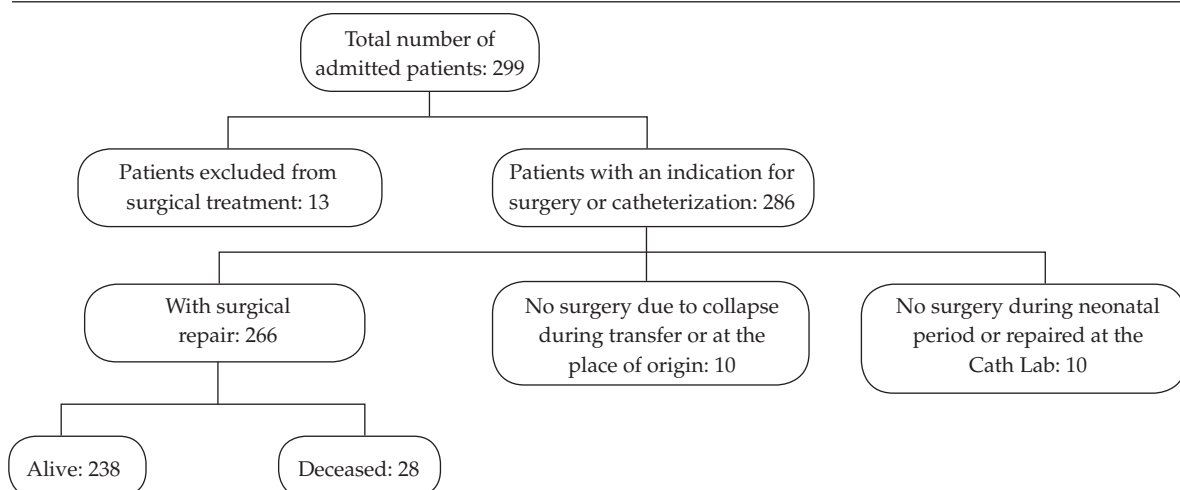 Total number of
admitted patients: 299
Patients excluded from
surgical treatment: 13
Patients with an indication for
surgery or catheterization: 286
With surgical
repair: 266
No surgery due to collapse
during transfer or at the
place of origin: 10
No surgery during neonatal
period or repaired at the
Cath Lab: 10
Alive: 238
Deceased: 28